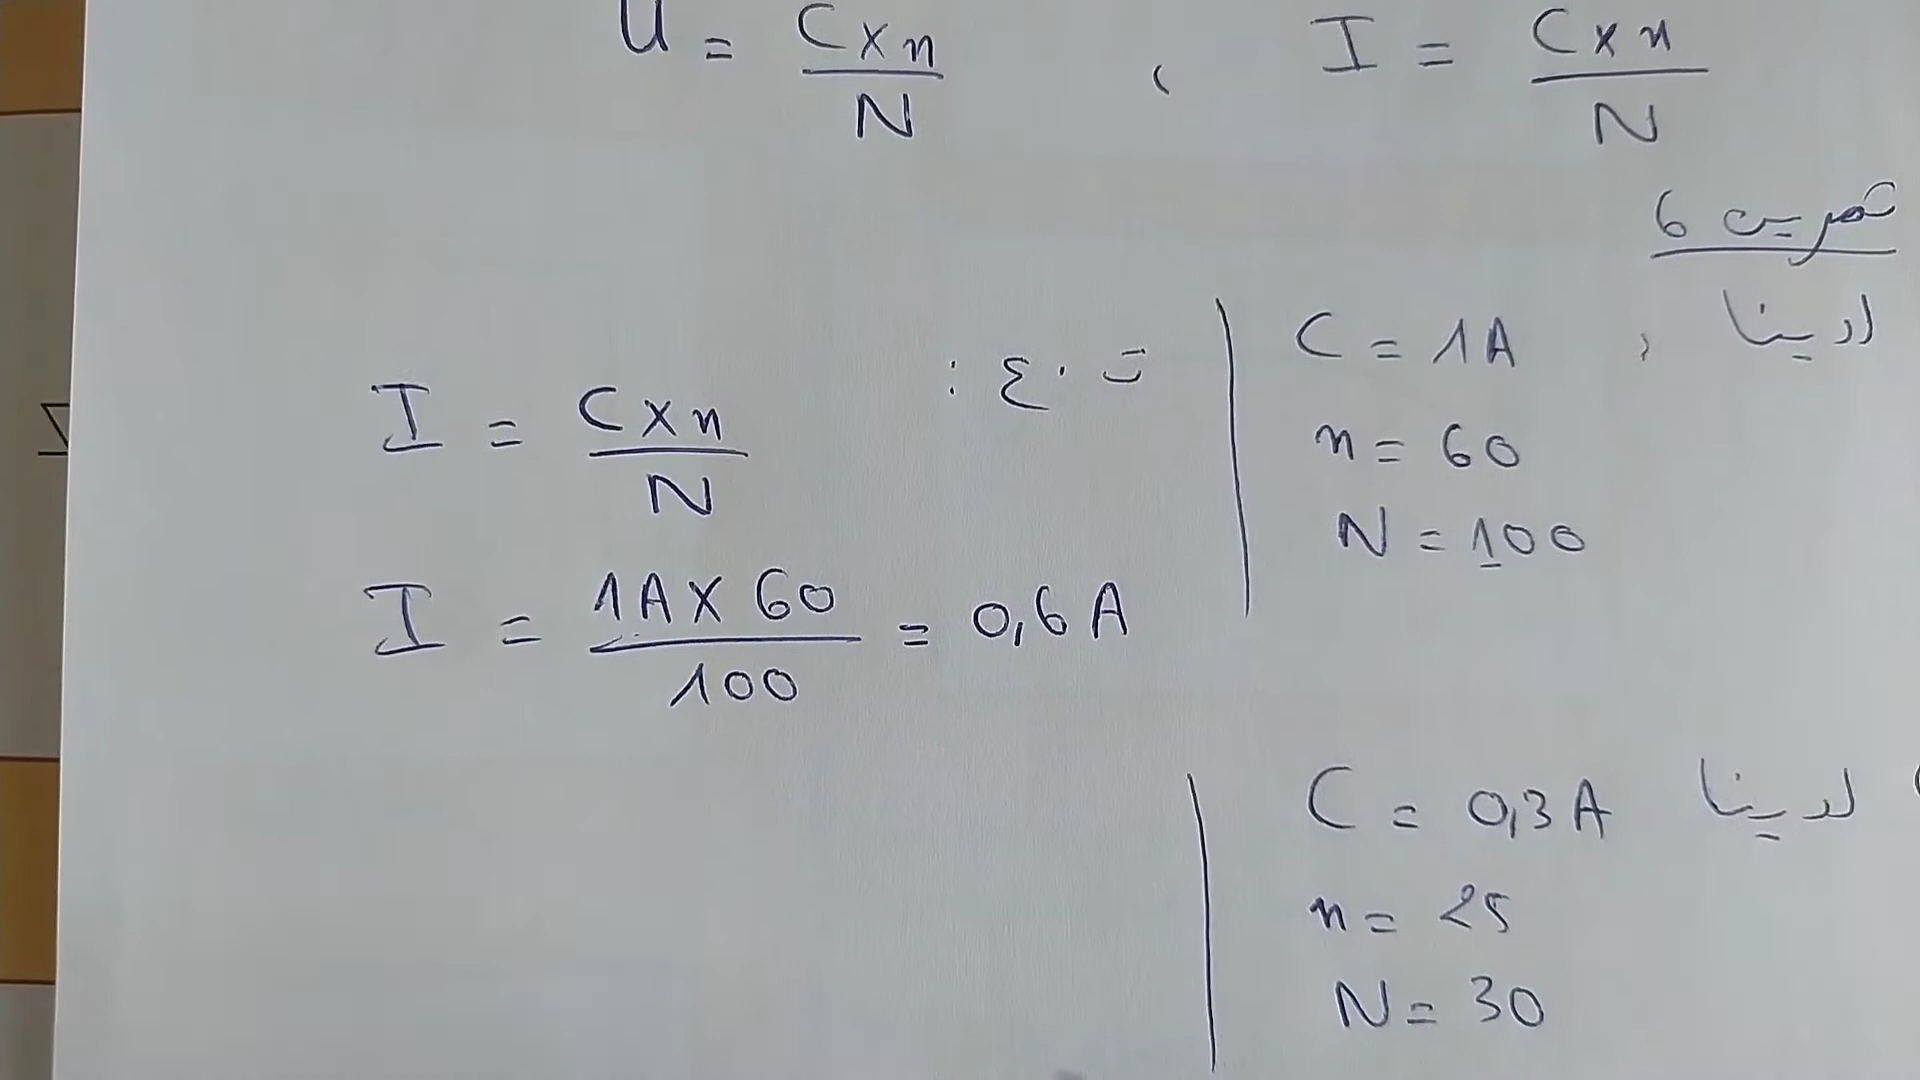 U = C x n / N , I = C x n / N
تمرين 6
لدينا , C = 1A
n = 60
N = 100
ت . ع :
I = C x n / N
I = 1A x 60 / 100 = 0,6 A
لدينا C = 0,3 A
n = 25
N = 30